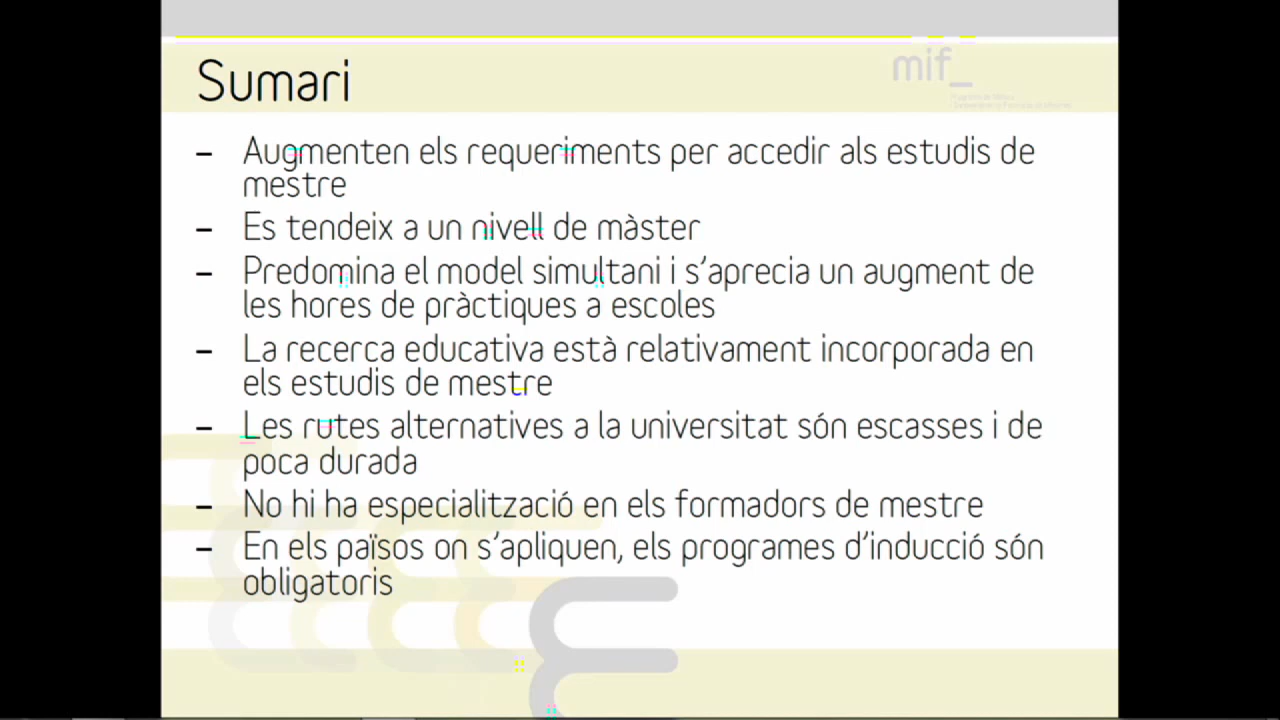 Sumari
mif_
– Augmenten els requeriments per accedir als estudis de
mestre
– Es tendeix a un nivell de màster
– Predomina el model simultani i s’aprecia un augment de
les hores de pràctiques a escoles
– La recerca educativa està relativament incorporada en
els estudis de mestre
– Les rutes alternatives a la universitat són escasses i de
poca durada
– No hi ha especialització en els formadors de mestre
– En els països on s’apliquen, els programes d’inducció són
obligatoris